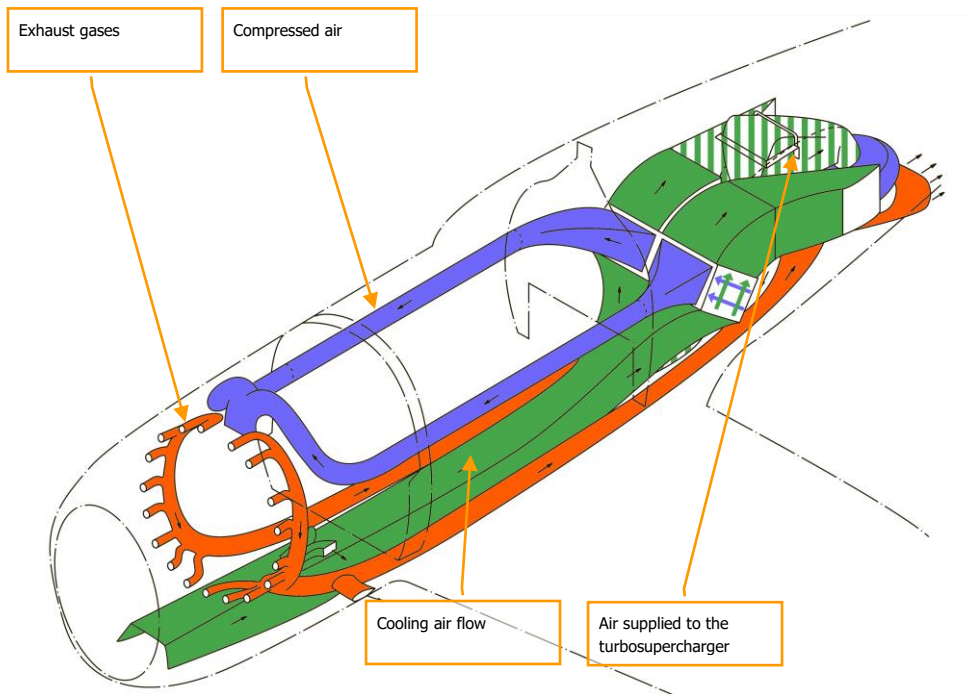 Exhaust gases
Compressed air
Cooling air flow
Air supplied to the
turbosupercharger